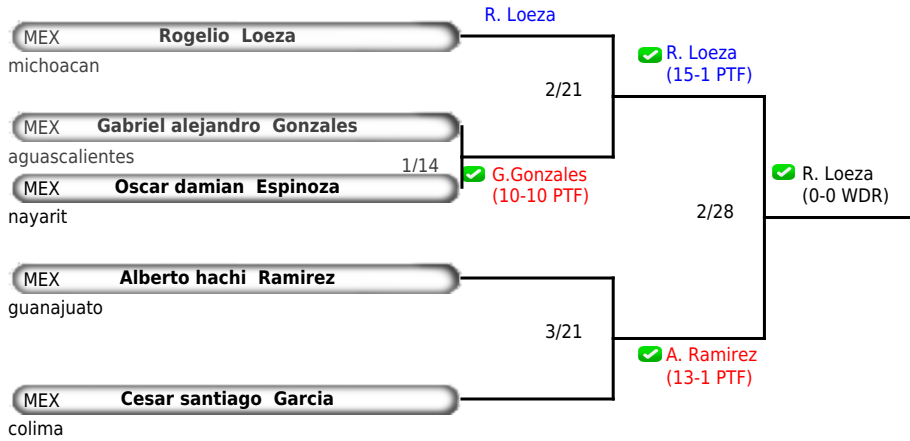 R. Loeza
MEX Rogelio Loeza
michoacan
R. Loeza
(15-1 PTF)
2/21
MEX Gabriel alejandro Gonzales
aguascalientes
1/14
G.Gonzales
(10-10 PTF)
MEX Oscar damian Espinoza
nayarit
R. Loeza
(0-0 WDR)
2/28
MEX Alberto hachi Ramirez
guanajuato
3/21
A. Ramirez
(13-1 PTF)
MEX Cesar santiago Garcia
colima